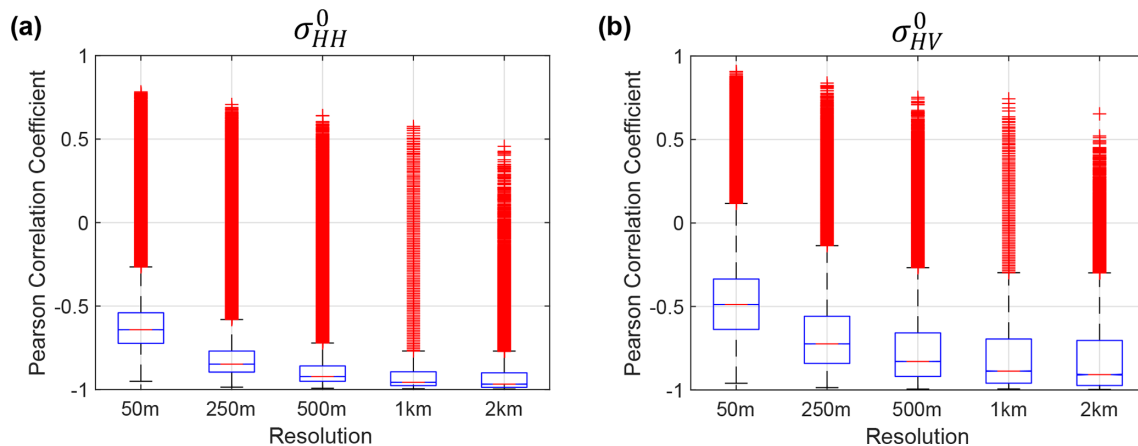 (a)
σ⁰HH
Pearson Correlation Coefficient
1
0.5
0
-0.5
-1
50m 250m 500m 1km 2km
Resolution
(b)
σ⁰HV
Pearson Correlation Coefficient
1
0.5
0
-0.5
-1
50m 250m 500m 1km 2km
Resolution